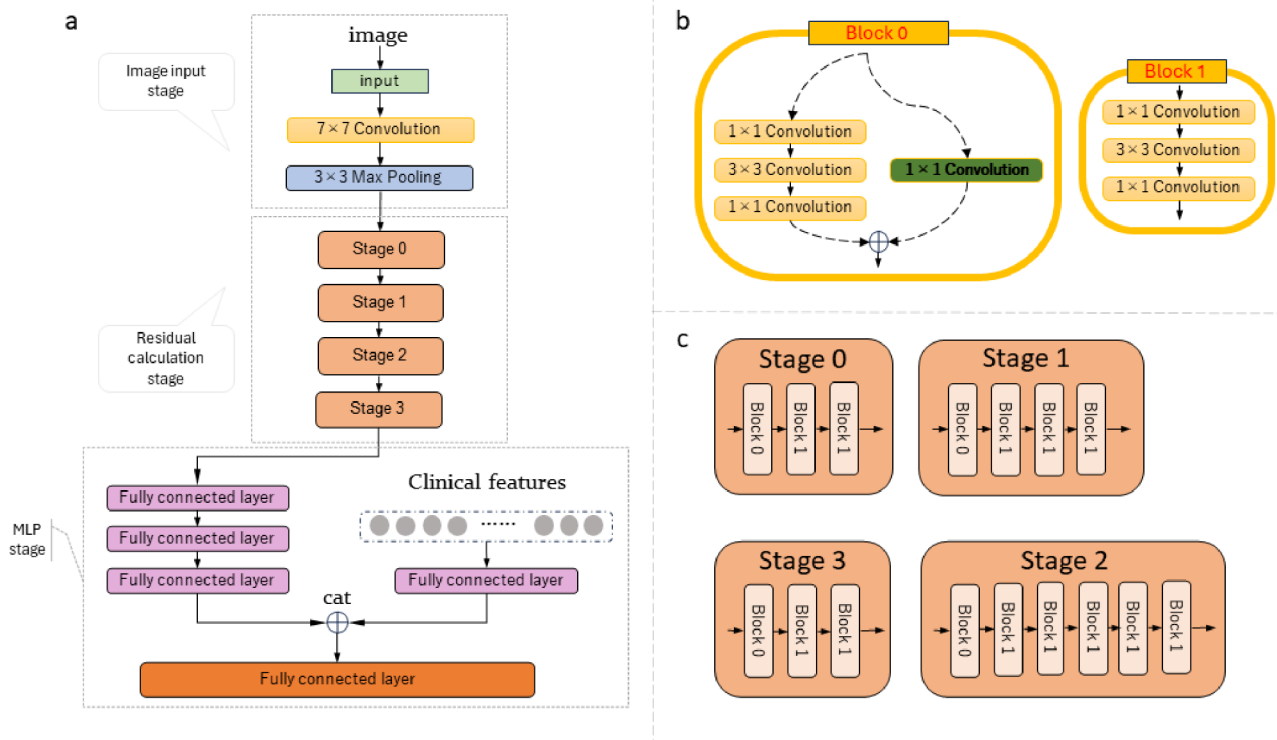 a
image
input
7 × 7 Convolution
3 × 3 Max Pooling
Image input
stage
Stage 0
Stage 1
Stage 2
Stage 3
Residual
calculation
stage
Fully connected layer
Fully connected layer
Fully connected layer
Clinical features
......
Fully connected layer
MLP
stage
cat
Fully connected layer
b
Block 0
1 × 1 Convolution
3 × 3 Convolution
1 × 1 Convolution
1 × 1 Convolution
Block 1
1 × 1 Convolution
3 × 3 Convolution
1 × 1 Convolution
c
Stage 0
Block 0
Block 1
Block 1
Stage 1
Block 0
Block 1
Block 1
Block 1
Stage 3
Block 0
Block 1
Block 1
Stage 2
Block 0
Block 1
Block 1
Block 1
Block 1
Block 1